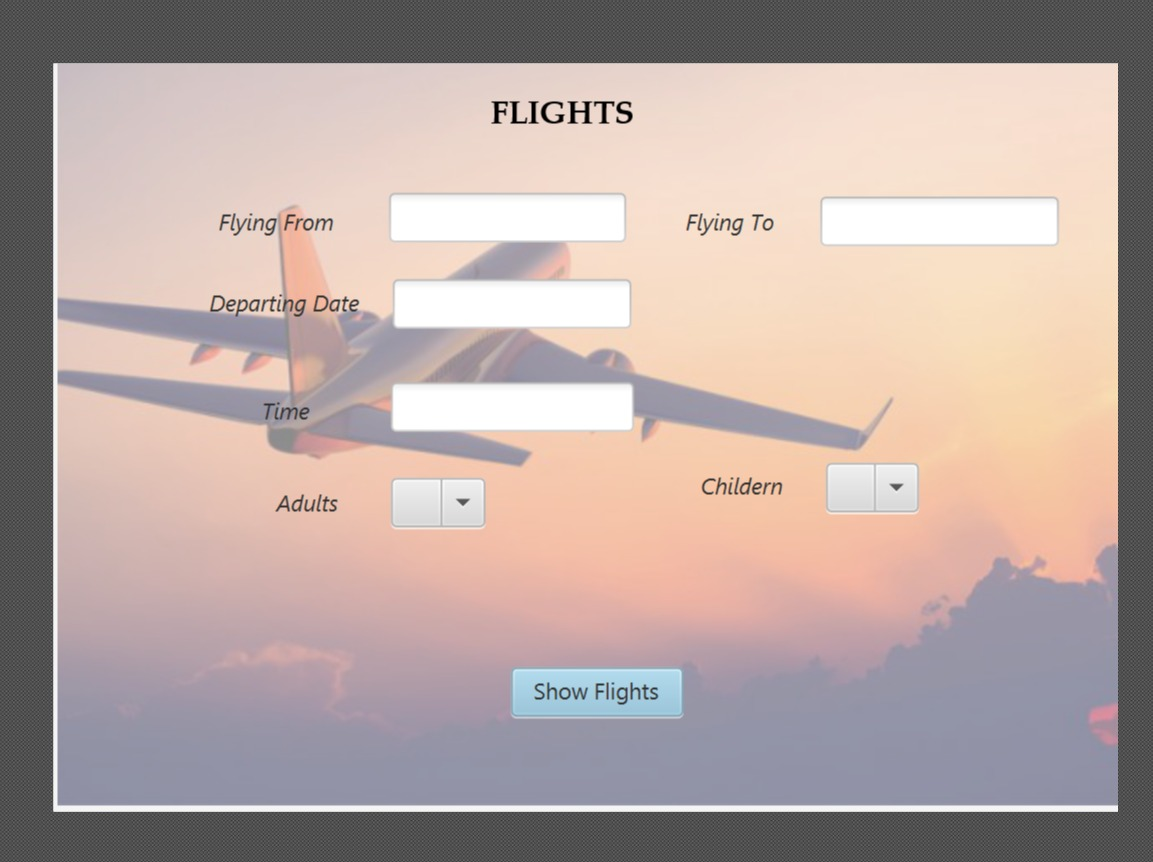 FLIGHTS
Flying From
Flying To
Departing Date
Time
Adults
Childern
Show Flights